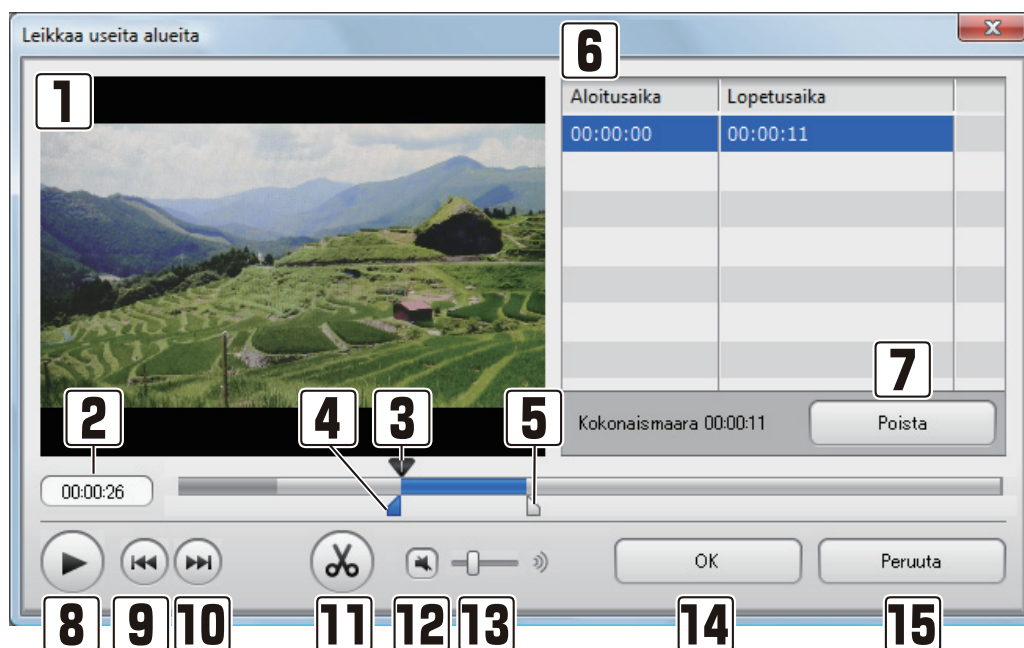 Leikkaa useita alueita
6
1
Aloitusaika Lopetusaika
00:00:00 00:00:11
7
2 4 3 5
Kokonaismaara 00:00:11 Poista
00:00:26
OK Peruuta
8 9 10 11 12 13 14 15